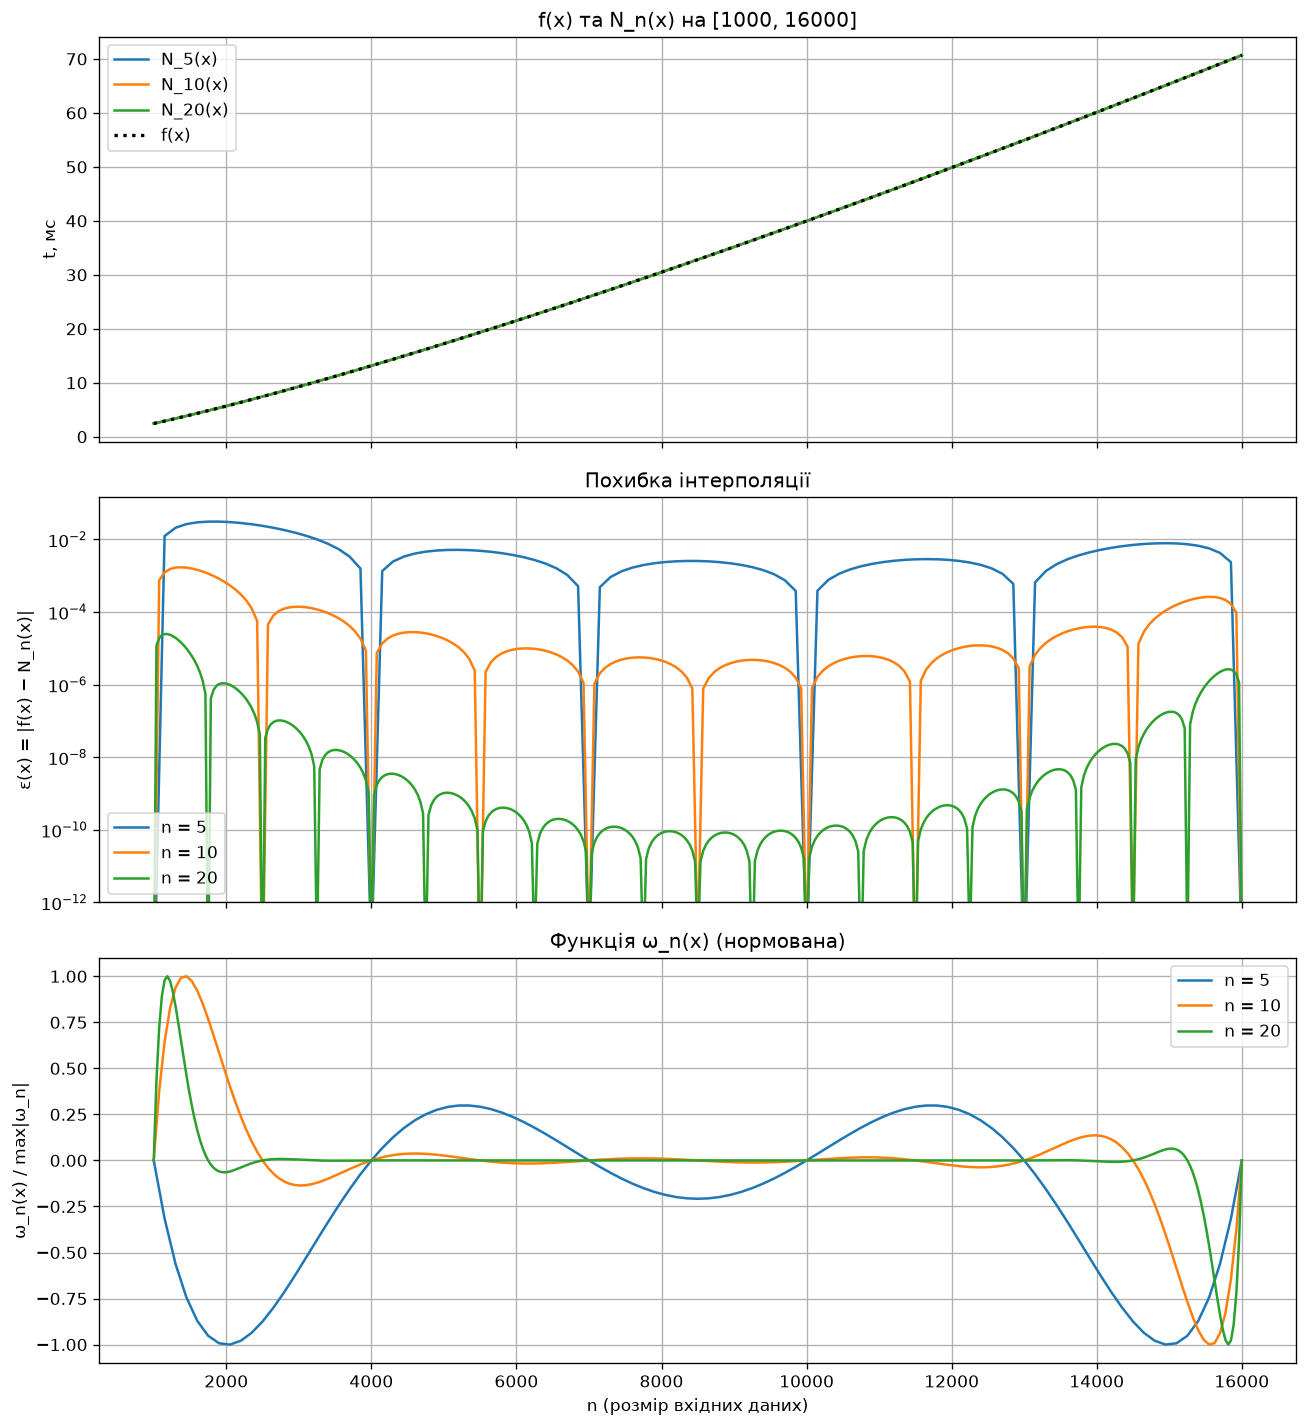 f(x) та N_n(x) на [1000, 16000]
N_5(x)
N_10(x)
N_20(x)
f(x)
t, мс
70
60
50
40
30
20
10
0
Похибка інтерполяції
ε(x) = |f(x) − N_n(x)|
10⁻²
10⁻⁴
10⁻⁶
10⁻⁸
10⁻¹⁰
10⁻¹²
n = 5
n = 10
n = 20
Функція ω_n(x) (нормована)
ω_n(x) / max|ω_n|
1.00
0.75
0.50
0.25
0.00
−0.25
−0.50
−0.75
−1.00
n = 5
n = 10
n = 20
2000 4000 6000 8000 10000 12000 14000 16000
n (розмір вхідних даних)